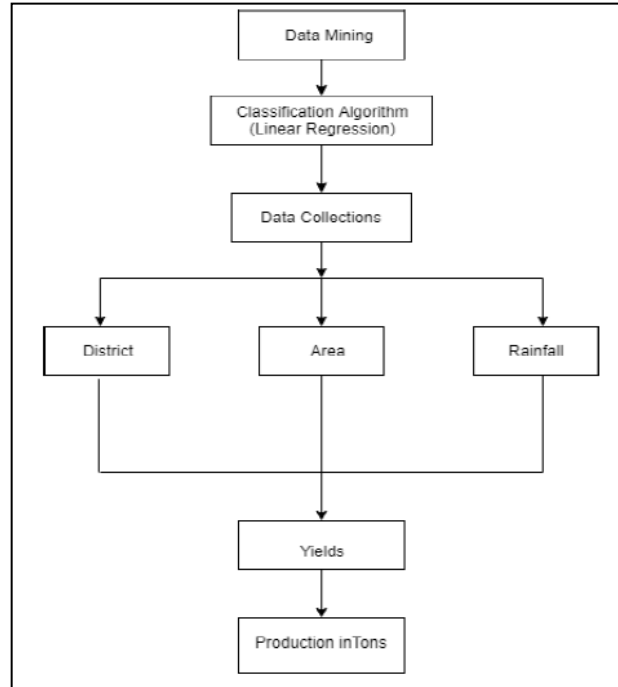 Data Mining
Classification Algorithm
(Linear Regression)
Data Collections
District
Area
Rainfall
Yields
Production inTons